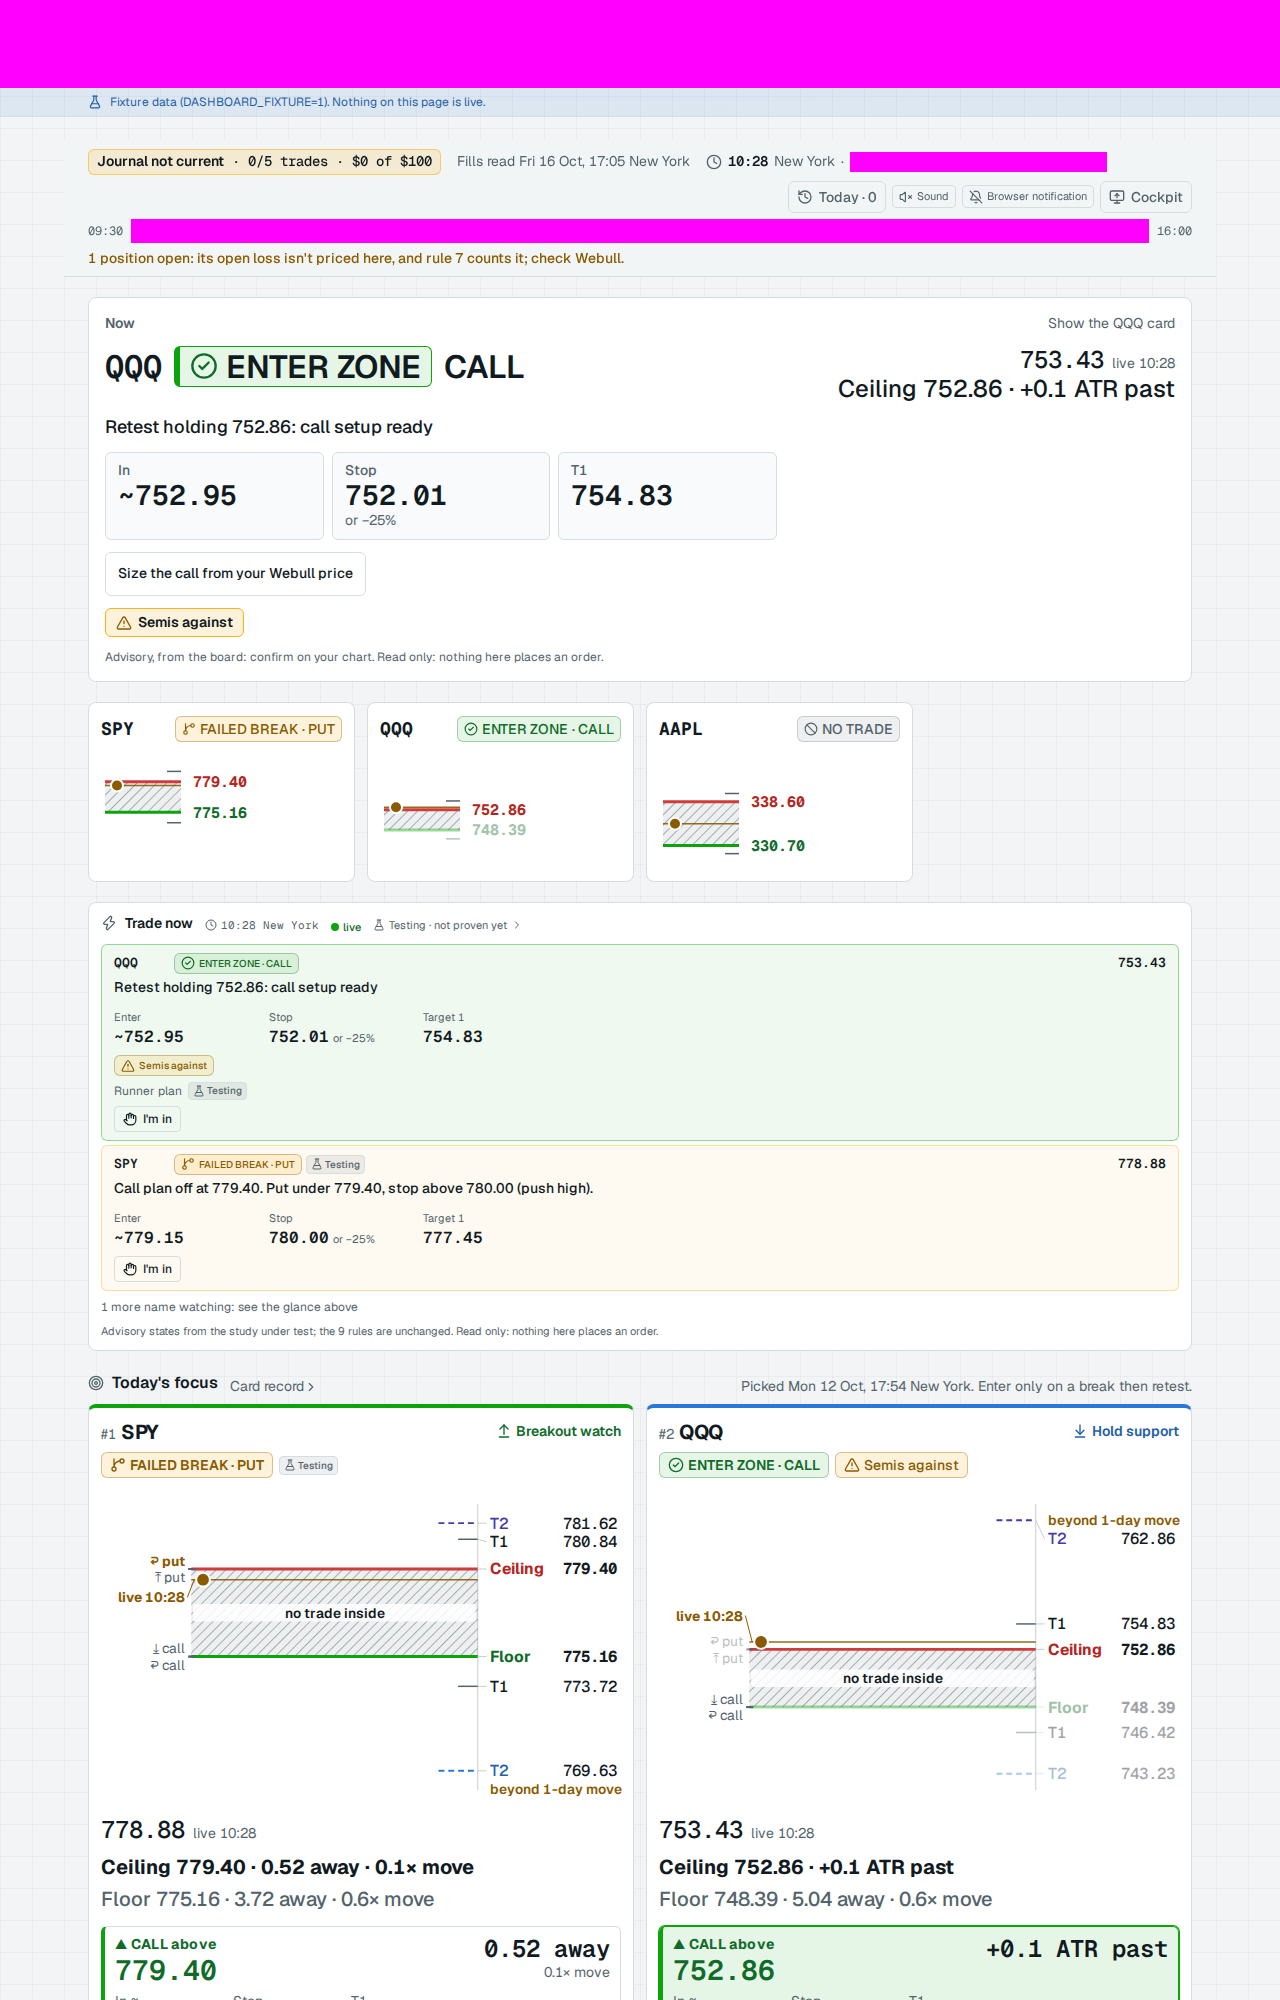 Fixture data (DASHBOARD_FIXTURE=1). Nothing on this page is live.
Journal not current · 0/5 trades · $0 of $100 Fills read Fri 16 Oct, 17:05 New York 10:28 New York ·
Today · 0 Sound Browser notification Cockpit
09:30 16:00
1 position open: its open loss isn't priced here, and rule 7 counts it; check Webull.
Now Show the QQQ card
QQQ ENTER ZONE CALL 753.43 live 10:28
Ceiling 752.86 · +0.1 ATR past
Retest holding 752.86: call setup ready
In Stop T1
~752.95 752.01 754.83
or −25%
Size the call from your Webull price
Semis against
Advisory, from the board: confirm on your chart. Read only: nothing here places an order.
SPY FAILED BREAK · PUT
779.40
775.16
QQQ ENTER ZONE · CALL
752.86
748.39
AAPL NO TRADE
338.60
330.70
Trade now 10:28 New York live Testing · not proven yet ›
QQQ ENTER ZONE · CALL 753.43
Retest holding 752.86: call setup ready
Enter Stop Target 1
~752.95 752.01 or −25% 754.83
Semis against
Runner plan Testing
I'm in
SPY FAILED BREAK · PUT Testing 778.88
Call plan off at 779.40. Put under 779.40, stop above 780.00 (push high).
Enter Stop Target 1
~779.15 780.00 or −25% 777.45
I'm in
1 more name watching: see the glance above
Advisory states from the study under test; the 9 rules are unchanged. Read only: nothing here places an order.
Today's focus Card record › Picked Mon 12 Oct, 17:54 New York. Enter only on a break then retest.
#1 SPY Breakout watch
FAILED BREAK · PUT Testing
T2 781.62
T1 780.84
put
Ceiling 779.40
put
live 10:28
no trade inside
call
Floor 775.16
call
T1 773.72
T2 769.63
beyond 1-day move
778.88 live 10:28
Ceiling 779.40 · 0.52 away · 0.1× move
Floor 775.16 · 3.72 away · 0.6× move
▲ CALL above 0.52 away
779.40 0.1× move
In ~ Stop T1
#2 QQQ Hold support
ENTER ZONE · CALL Semis against
beyond 1-day move
T2 762.86
live 10:28
T1 754.83
put
Ceiling 752.86
put
no trade inside
call
Floor 748.39
call
T1 746.42
T2 743.23
753.43 live 10:28
Ceiling 752.86 · +0.1 ATR past
Floor 748.39 · 5.04 away · 0.6× move
▲ CALL above +0.1 ATR past
752.86
In ~ Stop T1